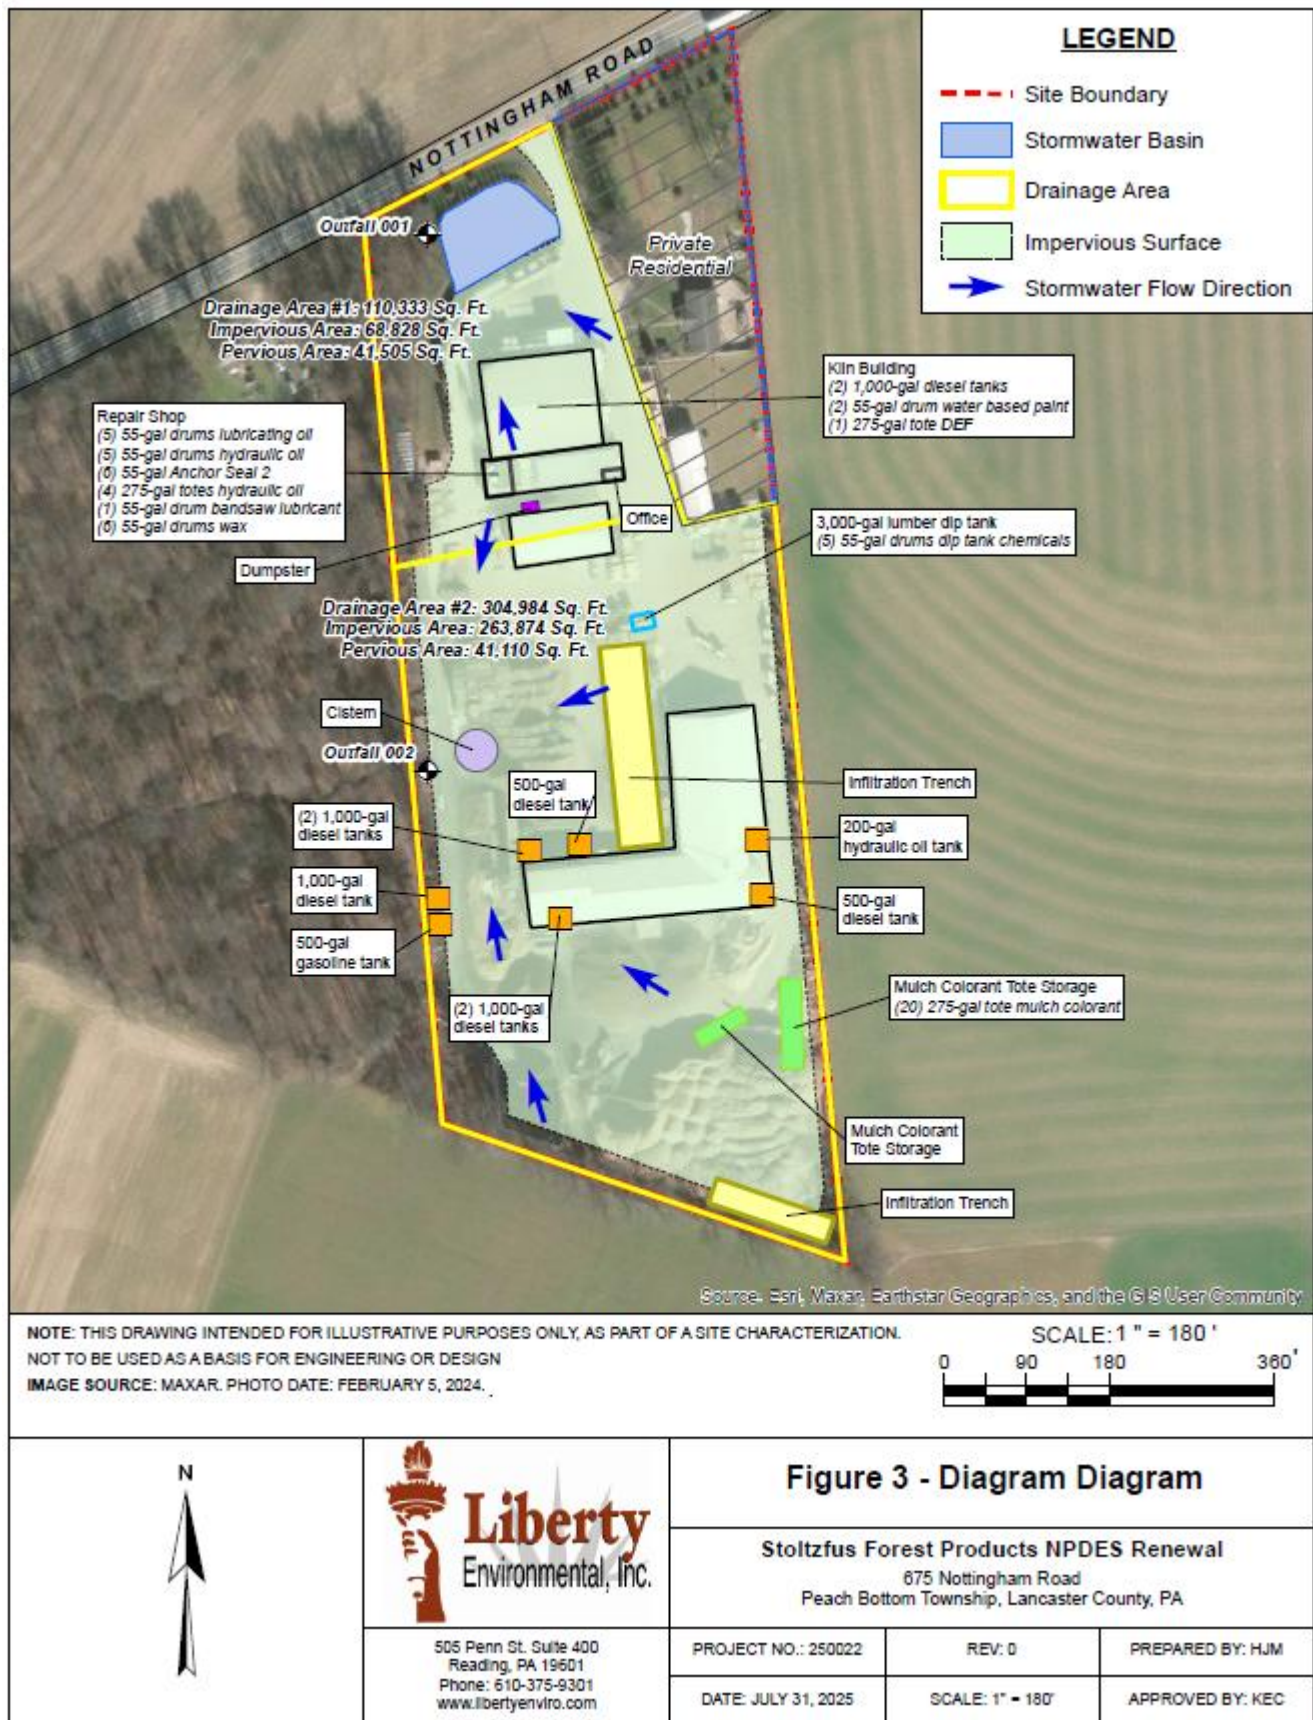 LEGEND
Site Boundary
Stormwater Basin
Drainage Area
Impervious Surface
Stormwater Flow Direction
NOTTINGHAM ROAD
Outfall 001
Private
Residential
Drainage Area #1: 110,333 Sq. Ft.
Impervious Area: 68,828 Sq. Ft.
Pervious Area: 41,505 Sq. Ft.
Kiln Building
(2) 1,000-gal diesel tanks
(2) 55-gal drum water based paint
(1) 275-gal tote DEF
Repair Shop
(5) 55-gal drums lubricating oil
(5) 55-gal drums hydraulic oil
(6) 55-gal Anchor Seal 2
(4) 275-gal totes hydraulic oil
(1) 55-gal drum bandsaw lubricant
(6) 55-gal drums wax
Office
3,000-gal lumber dip tank
(5) 55-gal drums dip tank chemicals
Dumpster
Drainage Area #2: 304,984 Sq. Ft.
Impervious Area: 263,874 Sq. Ft.
Pervious Area: 41,110 Sq. Ft.
Cistern
Outfall 002
500-gal
diesel tank
Infiltration Trench
(2) 1,000-gal
diesel tanks
200-gal
hydraulic oil tank
1,000-gal
diesel tank
500-gal
diesel tank
500-gal
gasoline tank
(2) 1,000-gal
diesel tanks
Mulch Colorant Tote Storage
(20) 275-gal tote mulch colorant
Mulch Colorant
Tote Storage
Infiltration Trench
Source: Esri, Maxar, Earthstar Geographics, and the GIS User Community
NOTE: THIS DRAWING INTENDED FOR ILLUSTRATIVE PURPOSES ONLY, AS PART OF A SITE CHARACTERIZATION.
NOT TO BE USED AS A BASIS FOR ENGINEERING OR DESIGN
IMAGE SOURCE: MAXAR. PHOTO DATE: FEBRUARY 5, 2024.
SCALE: 1 " = 180 '
0 90 180 360'
N
Liberty
Environmental, Inc.
505 Penn St. Suite 400
Reading, PA 19601
Phone: 610-375-9301
www.libertyenviro.com
Figure 3 - Diagram Diagram
Stoltzfus Forest Products NPDES Renewal
675 Nottingham Road
Peach Bottom Township, Lancaster County, PA
PROJECT NO.: 250022
REV: 0
PREPARED BY: HJM
DATE: JULY 31, 2025
SCALE: 1" = 180'
APPROVED BY: KEC